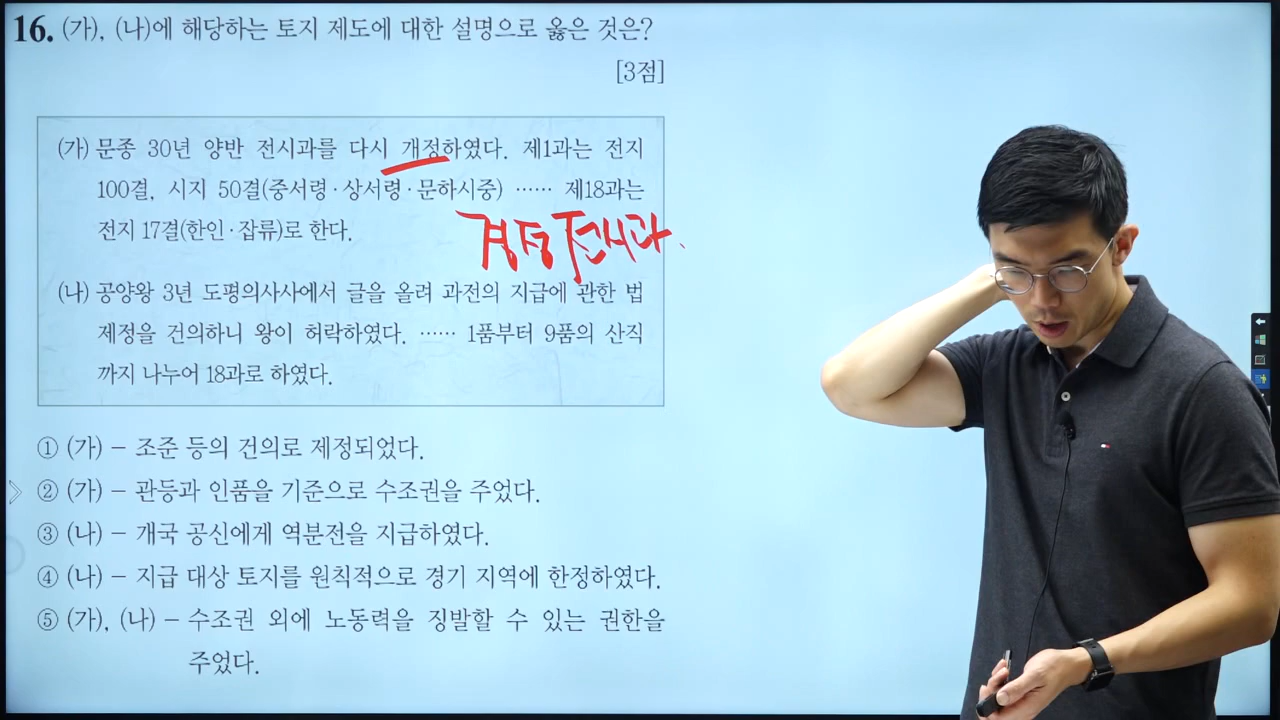 16. (가), (나)에 해당하는 토지 제도에 대한 설명으로 옳은 것은?
[3점]
(가) 문종 30년 양반 전시과를 다시 개정하였다. 제1과는 전지
100결, 시지 50결(중서령·상서령·문하시중) …… 제18과는
전지 17결(한인·잡류)로 한다.
경정 전시과.
(나) 공양왕 3년 도평의사사에서 글을 올려 과전의 지급에 관한 법
제정을 건의하니 왕이 허락하였다. …… 1품부터 9품의 산직
까지 나누어 18과로 하였다.
① (가) – 조준 등의 건의로 제정되었다.
② (가) – 관등과 인품을 기준으로 수조권을 주었다.
③ (나) – 개국 공신에게 역분전을 지급하였다.
④ (나) – 지급 대상 토지를 원칙적으로 경기 지역에 한정하였다.
⑤ (가), (나) – 수조권 외에 노동력을 징발할 수 있는 권한을
주었다.